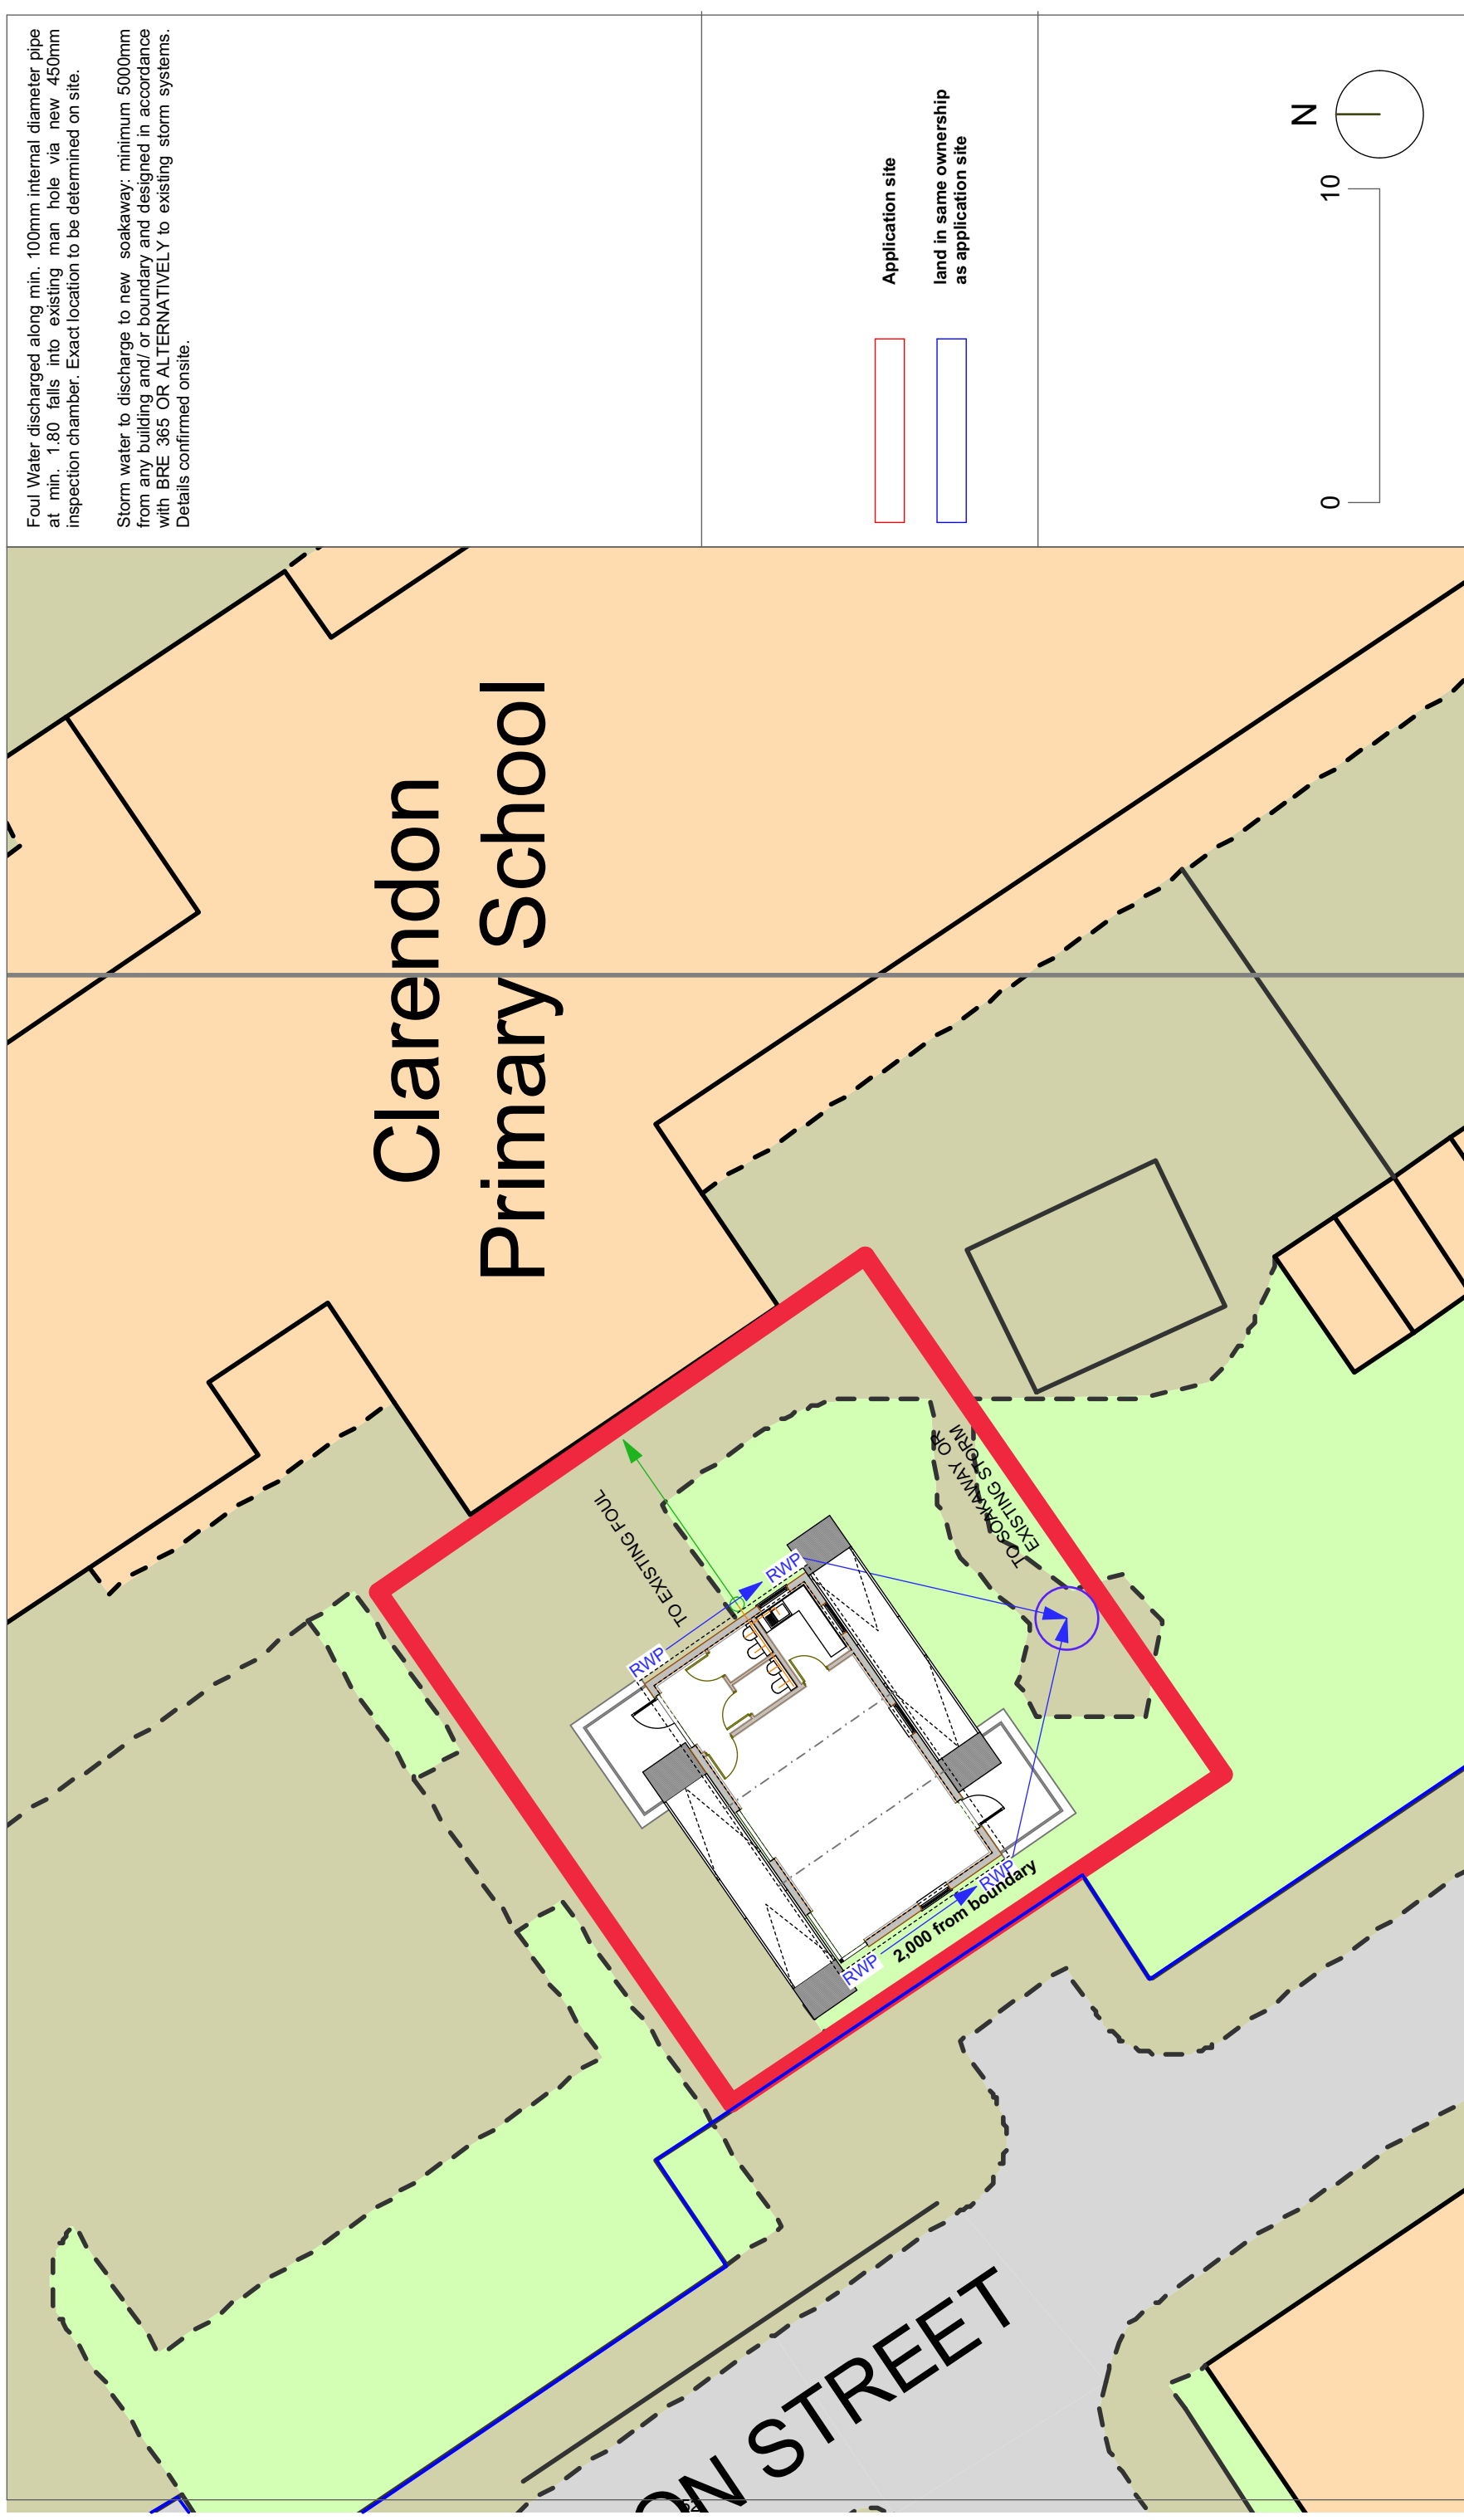 Foul Water discharged along min. 100mm internal diameter pipe
at min. 1.80 falls into existing man hole via new 450mm
inspection chamber. Exact location to be determined on site.
Storm water to discharge to new soakaway: minimum 5000mm
from any building and/ or boundary and designed in accordance
with BRE 365 OR ALTERNATIVELY to existing storm systems.
Details confirmed onsite.
Application site
land in same ownership
as application site
N
0
10
Clarendon
Primary School
TO EXISTING FOUL
TO SOAKAWAY OR
EXISTING STORM
RWP
RWP
RWP
RWP
2,000 from boundary
ON STREET